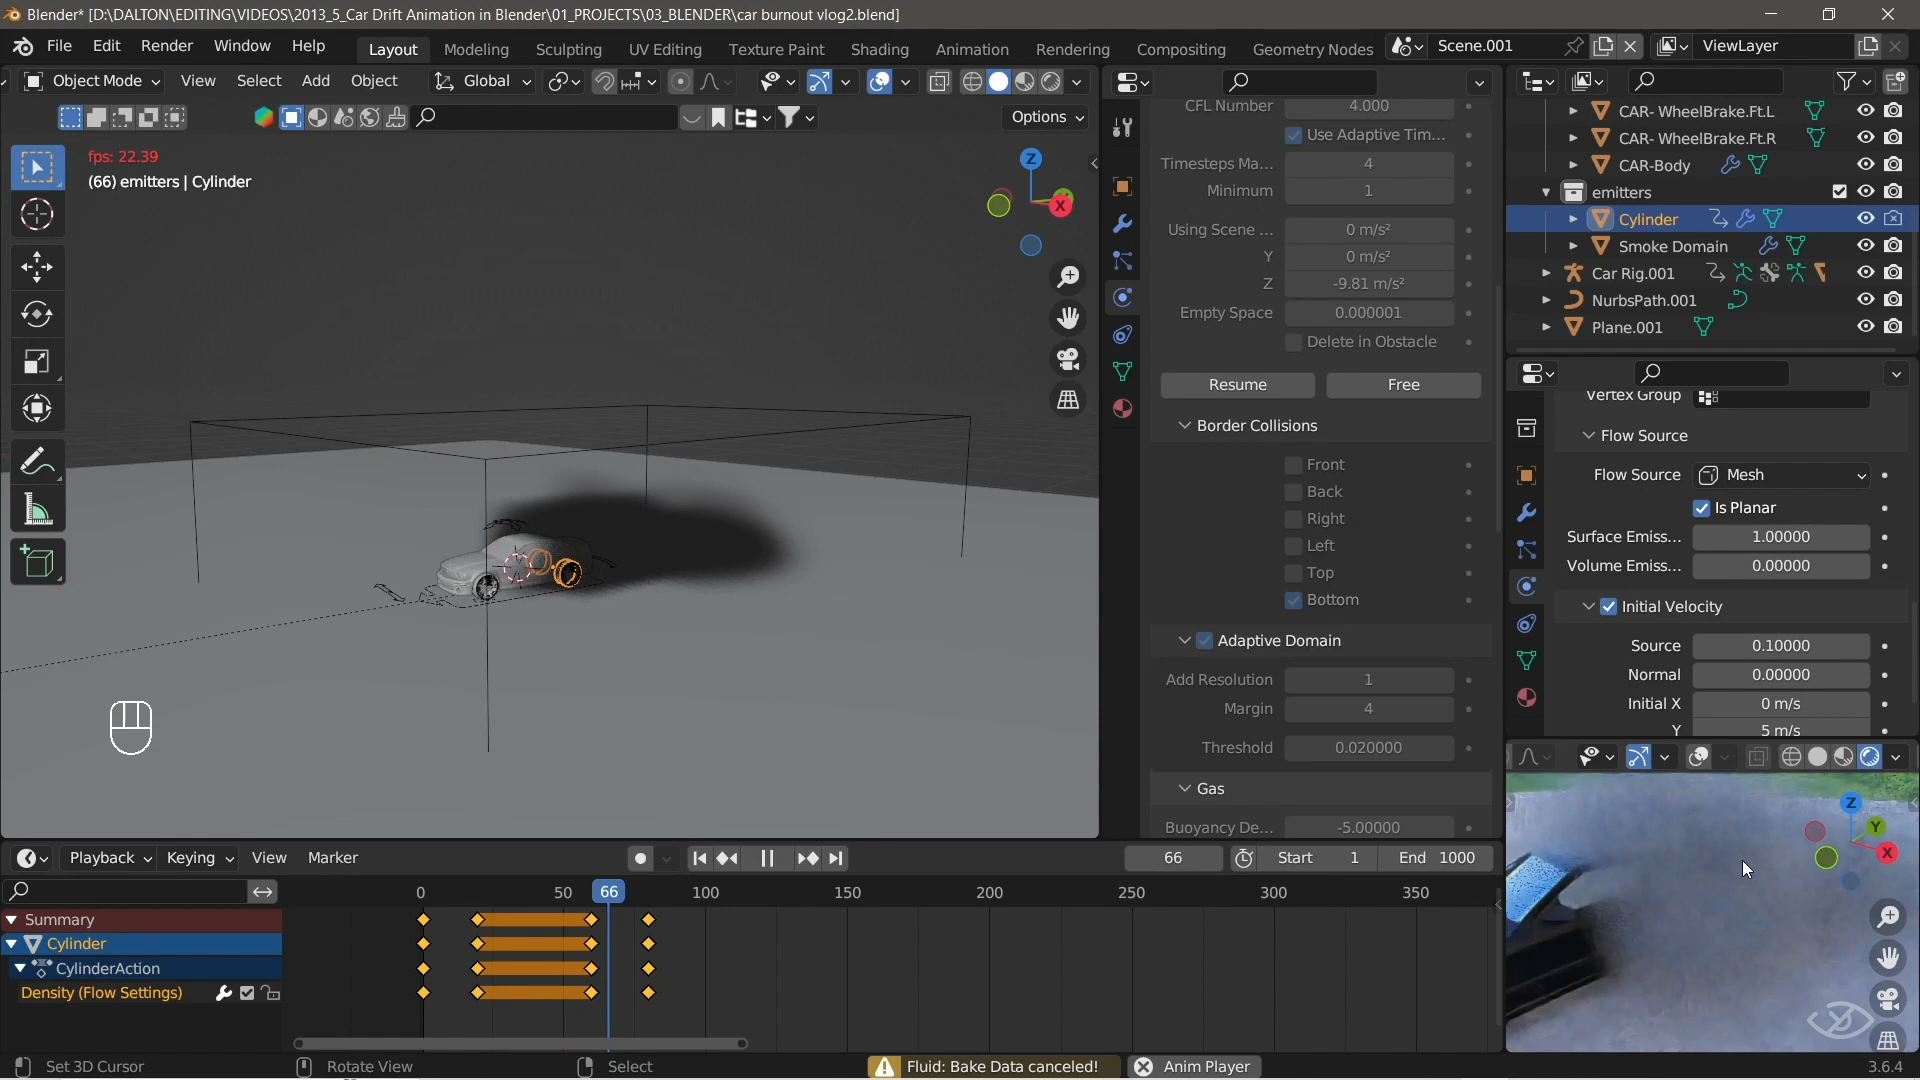 Blender* [D:\DALTON\EDITING\VIDEOS\2013_5_Car Drift Animation in Blender\01_PROJECTS\03_BLENDER\car burnout vlog2.blend]
File Edit Render Window Help
Layout Modeling Sculpting UV Editing Texture Paint Shading Animation Rendering Compositing Geometry Nodes
Scene.001
ViewLayer
Object Mode View Select Add Object Global
Options
fps: 22.39
(66) emitters | Cylinder
Z
X
CFL Number 4.000
Use Adaptive Tim...
Timesteps Ma... 4
Minimum 1
Using Scene ... 0 m/s²
Y 0 m/s²
Z -9.81 m/s²
Empty Space 0.000001
Delete in Obstacle
Resume Free
Border Collisions
Front
Back
Right
Left
Top
Bottom
Adaptive Domain
Add Resolution 1
Margin 4
Threshold 0.020000
Gas
Buoyancy De... -5.00000
CAR- WheelBrake.Ft.L
CAR- WheelBrake.Ft.R
CAR-Body
emitters
Cylinder
Smoke Domain
Car Rig.001
NurbsPath.001
Plane.001
Vertex Group
Flow Source
Flow Source Mesh
Is Planar
Surface Emiss... 1.00000
Volume Emiss... 0.00000
Initial Velocity
Source 0.10000
Normal 0.00000
Initial X 0 m/s
Y 5 m/s
Z
Y
X
Playback Keying View Marker
66 Start 1 End 1000
0 50 66 100 150 200 250 300 350
Summary
Cylinder
CylinderAction
Density (Flow Settings)
Set 3D Cursor Rotate View Select Fluid: Bake Data canceled! Anim Player 3.6.4